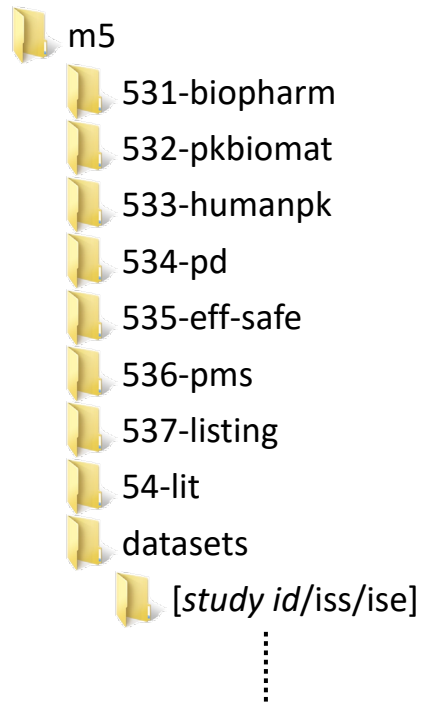 m5
531-biopharm
532-pkbiomat
533-humanpk
534-pd
535-eff-safe
536-pms
537-listing
54-lit
datasets
[study id/iss/ise]